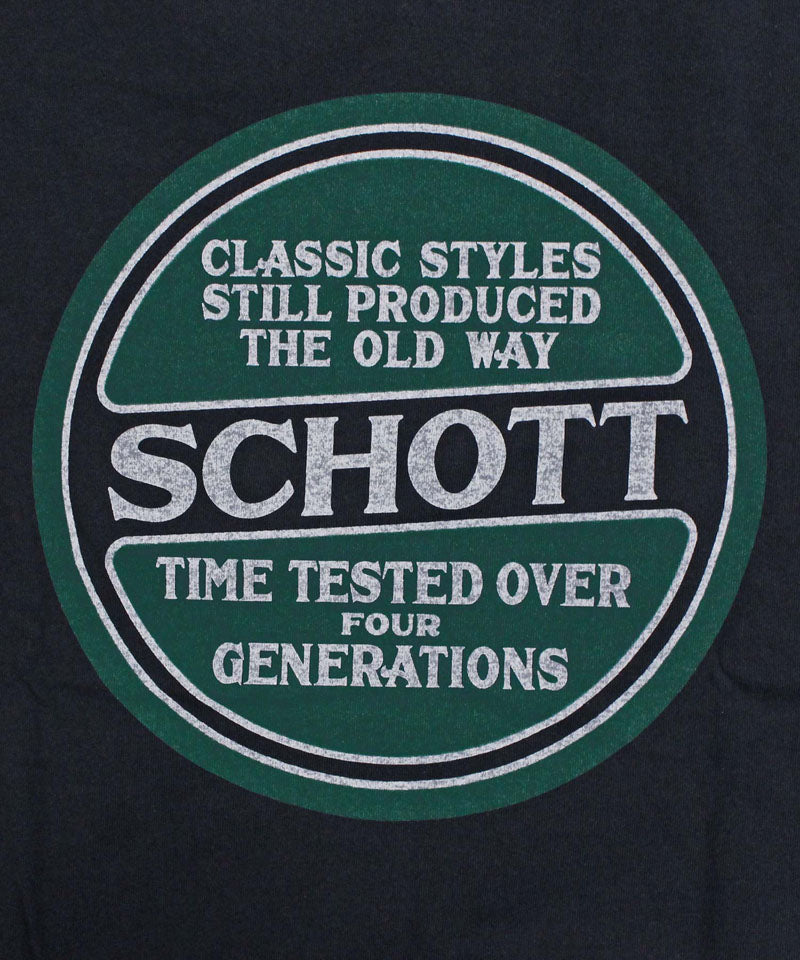 CLASSIC STYLES
STILL PRODUCED
THE OLD WAY
SCHOTT
TIME TESTED OVER
FOUR
GENERATIONS